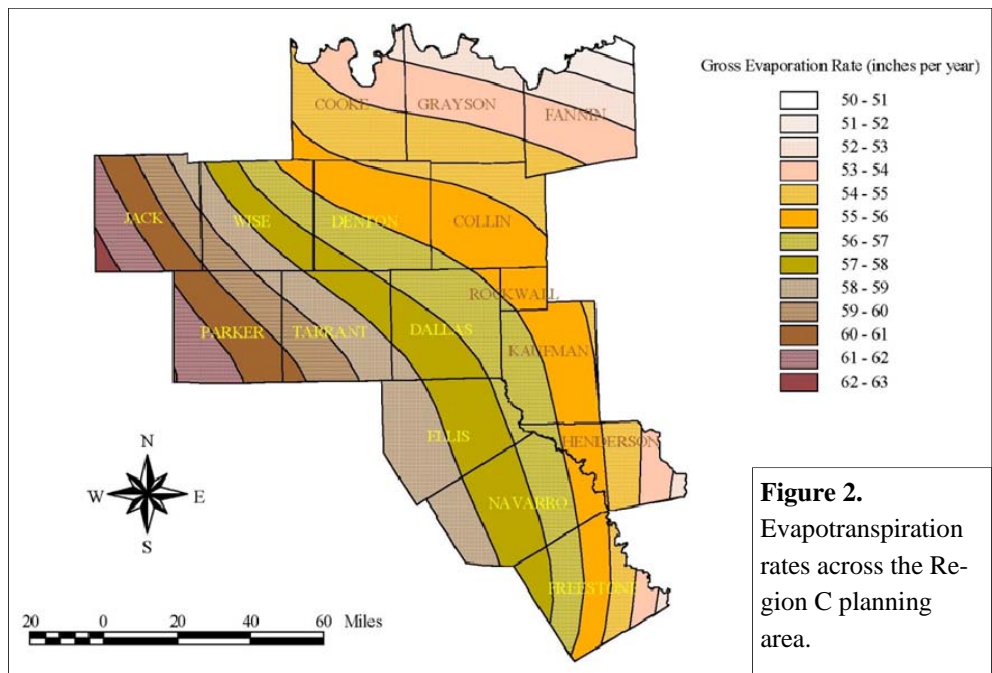 Gross Evaporation Rate (inches per year)
50 - 51
51 - 52
52 - 53
53 - 54
54 - 55
55 - 56
56 - 57
57 - 58
58 - 59
59 - 60
60 - 61
61 - 62
62 - 63
COOKE GRAYSON FANNIN
JACK WISE DENTON COLLIN
ROCKWALL
PARKER TARRANT DALLAS
KAUFMAN
ELLIS HENDERSON
NAVARRO
FREESTONE
N
W E
S
20 0 20 40 60 Miles
Figure 2.
Evapotranspiration
rates across the Re-
gion C planning
area.